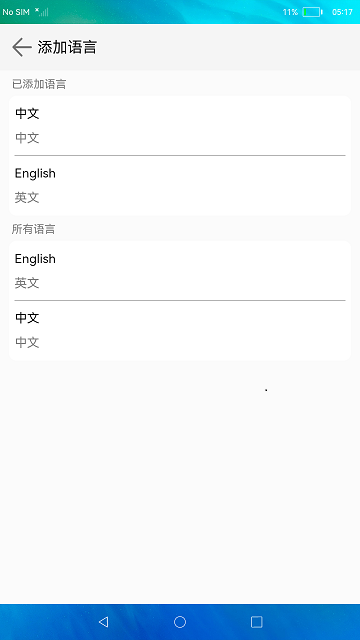 No SIM
11%
05:17
添加语言
已添加语言
中文
中文
English
英文
所有语言
English
英文
中文
中文